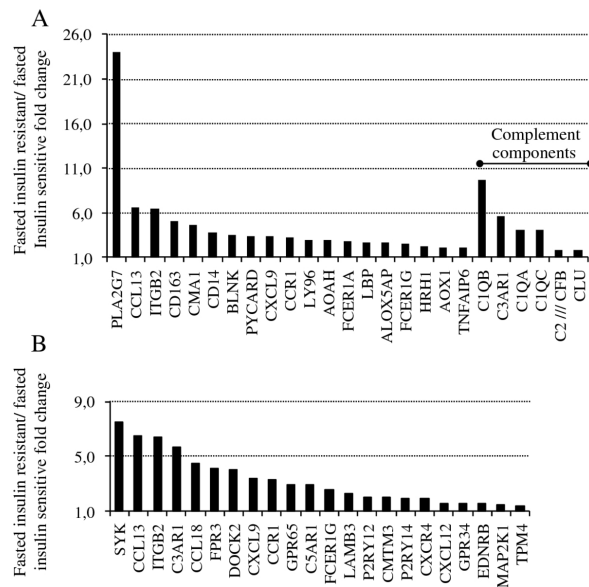 A
Fasted insulin resistant/ fasted
Insulin sensitive fold change
26,0
21,0
16,0
11,0
6,0
1,0
Complement
components
PLA2G7
CCL13
ITGB2
CD163
CMA1
CD14
BLNK
PYCARD
CXCL9
CCR1
LY96
AOAH
FCER1A
LBP
ALOX5AP
FCER1G
HRH1
AOX1
TNFAIP6
C1QB
C3AR1
C1QA
C1QC
C2 /// CFB
CLU
B
Fasted insulin resistant/ fasted
insulin sensitive fold change
9,0
5,0
1,0
SYK
CCL13
ITGB2
C3AR1
CCL18
FPR3
DOCK2
CXCL9
CCR1
GPR65
C5AR1
FCER1G
LAMB3
P2RY12
CMTM3
P2RY14
CXCR4
CXCL12
GPR34
EDNRB
MAP2K1
TPM4